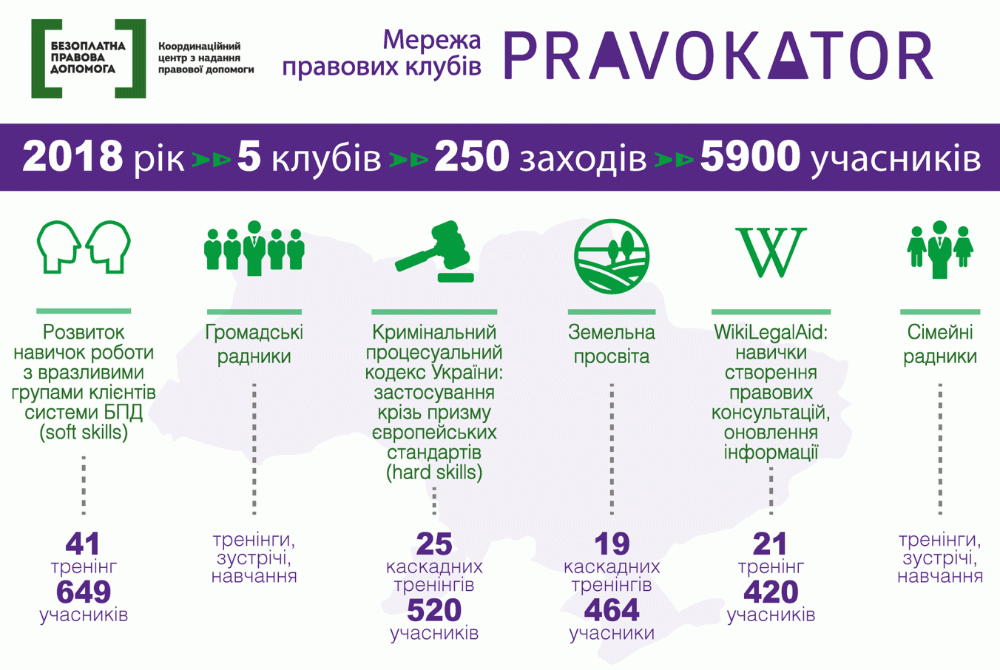 БЕЗОПЛАТНА
ПРАВОВА
ДОПОМОГА
Координаційний
центр з надання
правової допомоги
Мережа
правових клубів
PRAVOKATOR
2018 рік 5 клубів 250 заходів 5900 учасників
Розвиток
навичок роботи
з вразливими
групами клієнтів
системи БПД
(soft skills)
41
тренінг
649
учасників
Громадські
радники
тренінги,
зустрічі,
навчання
Кримінальний
процесуальний
кодекс України:
застосування
крізь призму
європейських
стандартів
(hard skills)
25
каскадних
тренінгів
520
учасників
Земельна
просвіта
19
каскадних
тренінгів
464
учасники
W
WikiLegalAid:
навички
створення
правових
консультацій,
оновлення
інформації
21
тренінг
420
учасників
Сімейні
радники
тренінги,
зустрічі,
навчання